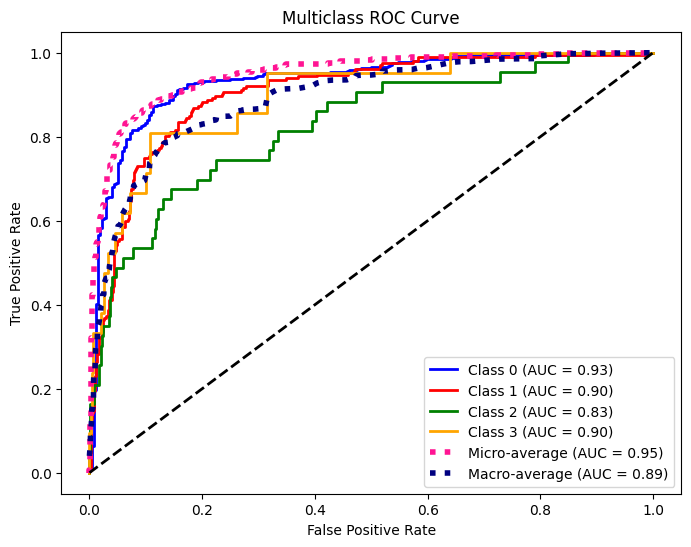 Multiclass ROC Curve
True Positive Rate
1.0
0.8
0.6
0.4
0.2
0.0
Class 0 (AUC = 0.93)
Class 1 (AUC = 0.90)
Class 2 (AUC = 0.83)
Class 3 (AUC = 0.90)
Micro-average (AUC = 0.95)
Macro-average (AUC = 0.89)
0.0 0.2 0.4 0.6 0.8 1.0
False Positive Rate